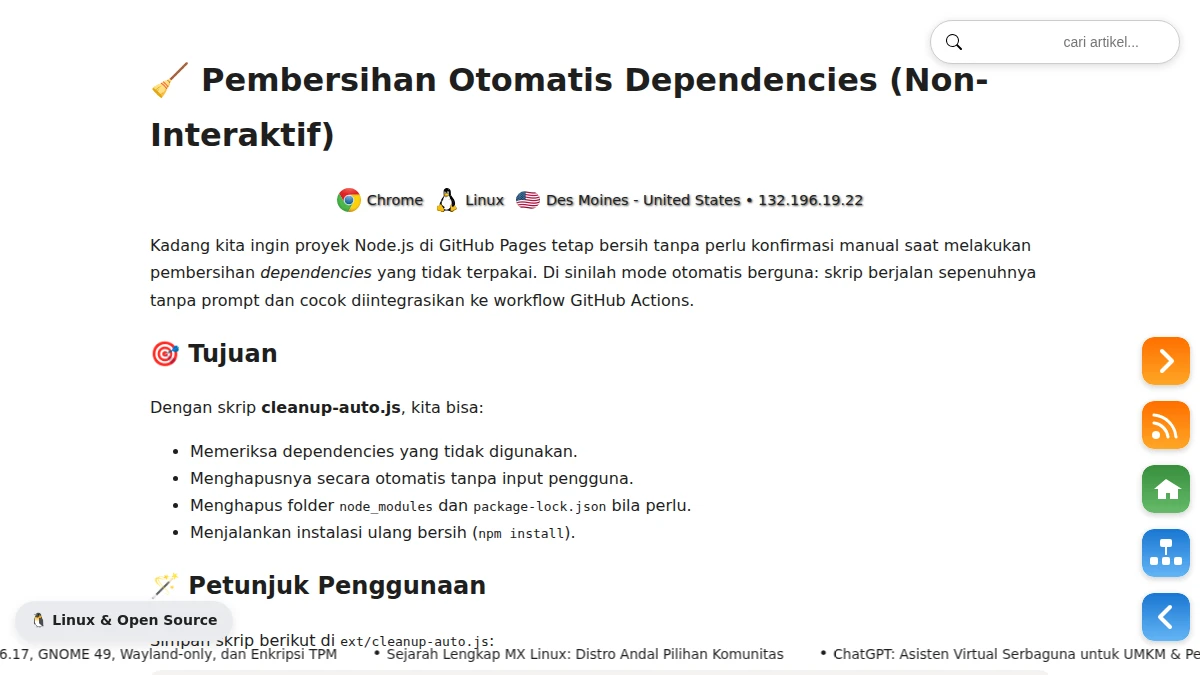 cari artikel...
🧹 Pembersihan Otomatis Dependencies (Non-
Interaktif)
Chrome Linux Des Moines - United States • 132.196.19.22
Kadang kita ingin proyek Node.js di GitHub Pages tetap bersih tanpa perlu konfirmasi manual saat melakukan
pembersihan dependencies yang tidak terpakai. Di sinilah mode otomatis berguna: skrip berjalan sepenuhnya
tanpa prompt dan cocok diintegrasikan ke workflow GitHub Actions.
🎯 Tujuan
Dengan skrip cleanup-auto.js, kita bisa:
• Memeriksa dependencies yang tidak digunakan.
• Menghapusnya secara otomatis tanpa input pengguna.
• Menghapus folder node_modules dan package-lock.json bila perlu.
• Menjalankan instalasi ulang bersih (npm install).
🪄 Petunjuk Penggunaan
🐧 Linux & Open Source
Simpan skrip berikut di ext/cleanup-auto.js:
6.17, GNOME 49, Wayland-only, dan Enkripsi TPM • Sejarah Lengkap MX Linux: Distro Andal Pilihan Komunitas • ChatGPT: Asisten Virtual Serbaguna untuk UMKM & Pe